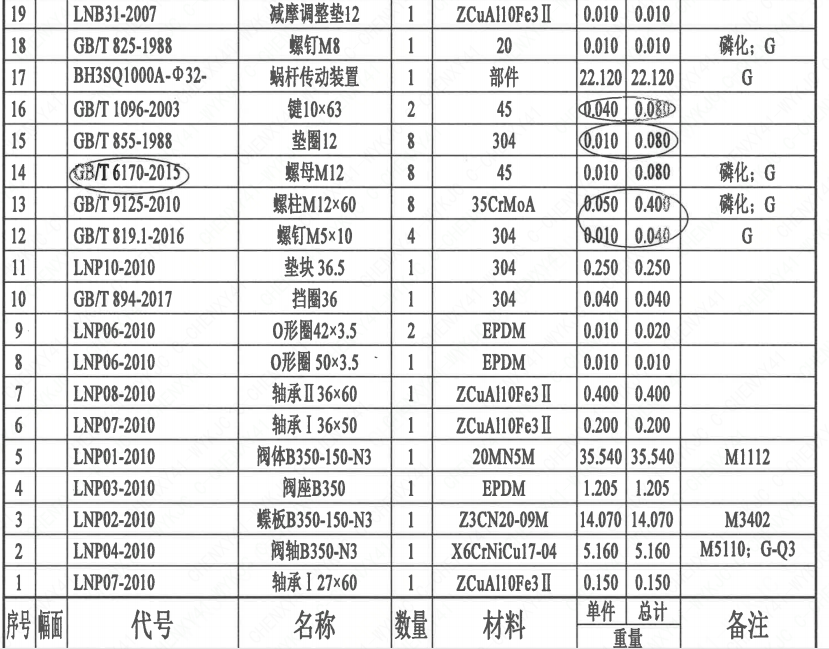 19 LNB31-2007 减摩调整垫12 1 ZCuAl10Fe3Ⅱ 0.010 0.010
18 GB/T 825-1988 螺钉M8 1 20 0.010 0.010 磷化；G
17 BH3SQ1000A-Φ32- 蜗杆传动装置 1 部件 22.120 22.120 G
16 GB/T 1096-2003 键10×63 2 45 0.040 0.080
15 GB/T 855-1988 垫圈12 8 304 0.010 0.080
14 GB/T 6170-2015 螺母M12 8 45 0.010 0.080 磷化；G
13 GB/T 9125-2010 螺柱M12×60 8 35CrMoA 0.050 0.400 磷化；G
12 GB/T 819.1-2016 螺钉M5×10 4 304 0.010 0.040 G
11 LNP10-2010 垫块 36.5 1 304 0.250 0.250
10 GB/T 894-2017 挡圈36 1 304 0.040 0.040
9 LNP06-2010 O形圈42×3.5 2 EPDM 0.010 0.020
8 LNP06-2010 O形圈 50×3.5 1 EPDM 0.010 0.010
7 LNP08-2010 轴承Ⅱ36×60 1 ZCuAl10Fe3Ⅱ 0.400 0.400
6 LNP07-2010 轴承Ⅰ36×50 1 ZCuAl10Fe3Ⅱ 0.200 0.200
5 LNP01-2010 阀体B350-150-N3 1 20MN5M 35.540 35.540 M1112
4 LNP03-2010 阀座B350 1 EPDM 1.205 1.205
3 LNP02-2010 蝶板B350-150-N3 1 Z3CN20-09M 14.070 14.070 M3402
2 LNP04-2010 阀轴B350-N3 1 X6CrNiCu17-04 5.160 5.160 M5110；G-Q3
1 LNP07-2010 轴承Ⅰ27×60 1 ZCuAl10Fe3Ⅱ 0.150 0.150
序号 幅面 代号 名称 数量 材料 单件 总计 备注
重量